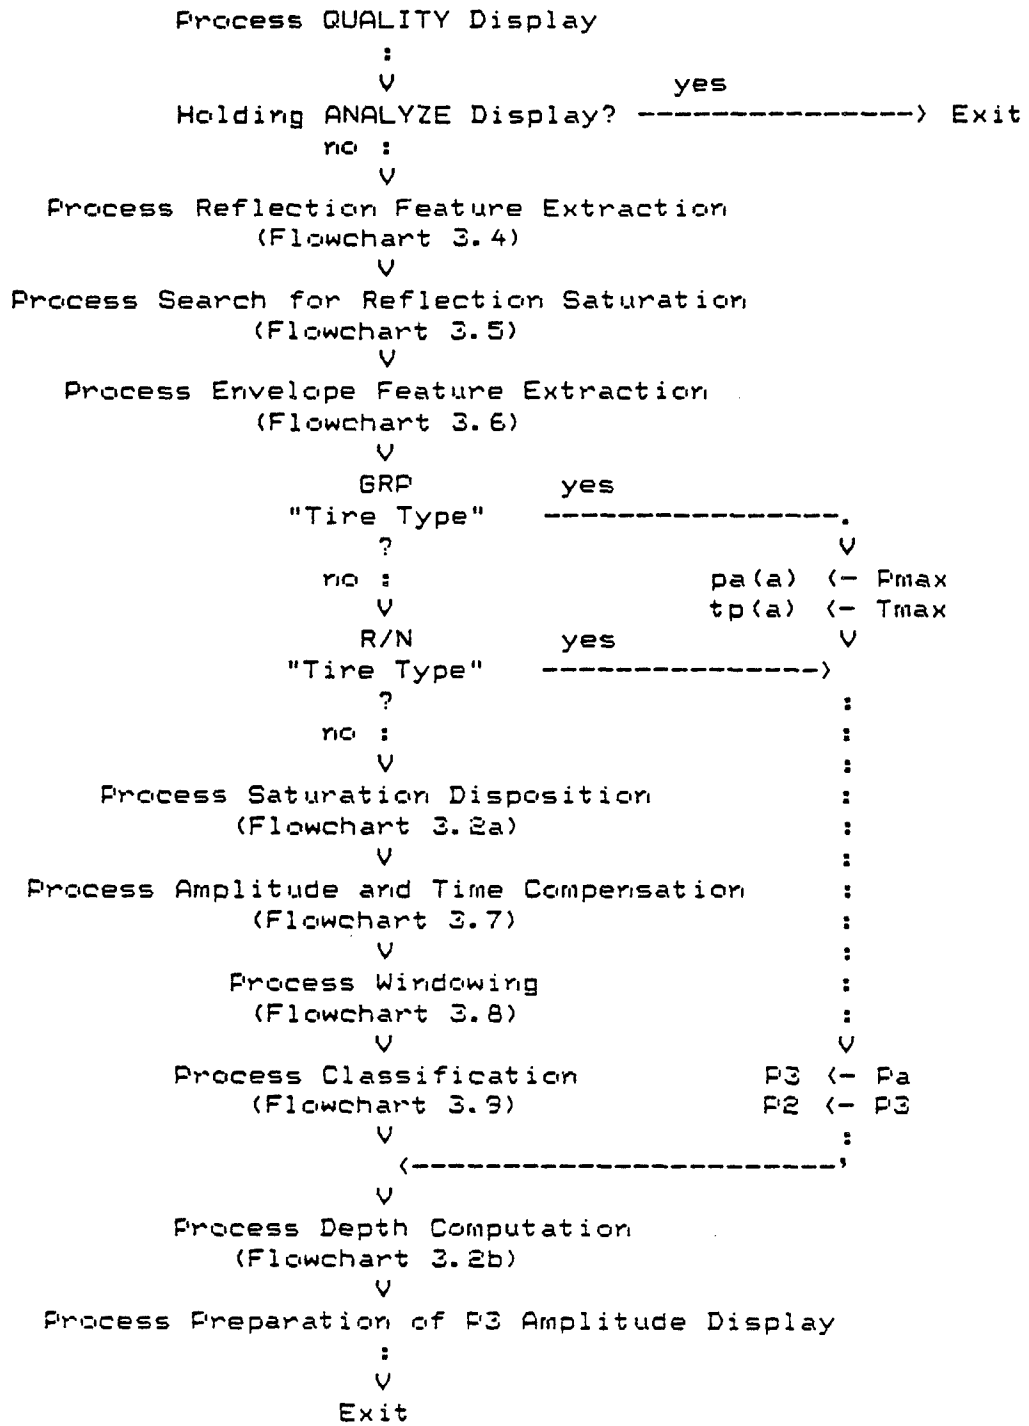 Process QUALITY Display
:
V yes
Holding ANALYZE Display? ---------------> Exit
no :
V
Process Reflection Feature Extraction
(Flowchart 3.4)
V
Process Search for Reflection Saturation
(Flowchart 3.5)
V
Process Envelope Feature Extraction
(Flowchart 3.6)
V
GRP yes
"Tire Type" ----------------.
? V
no : pa(a) <- Pmax
V tp(a) <- Tmax
R/N yes V
"Tire Type" --------------->
? :
no : :
V :
Process Saturation Disposition :
(Flowchart 3.2a) :
V :
Process Amplitude and Time Compensation :
(Flowchart 3.7) :
V :
Process Windowing :
(Flowchart 3.8) :
V V
Process Classification P3 <- Pa
(Flowchart 3.9) P2 <- P3
V :
<-----------------------'
V
Process Depth Computation
(Flowchart 3.2b)
V
Process Preparation of P3 Amplitude Display
:
V
Exit